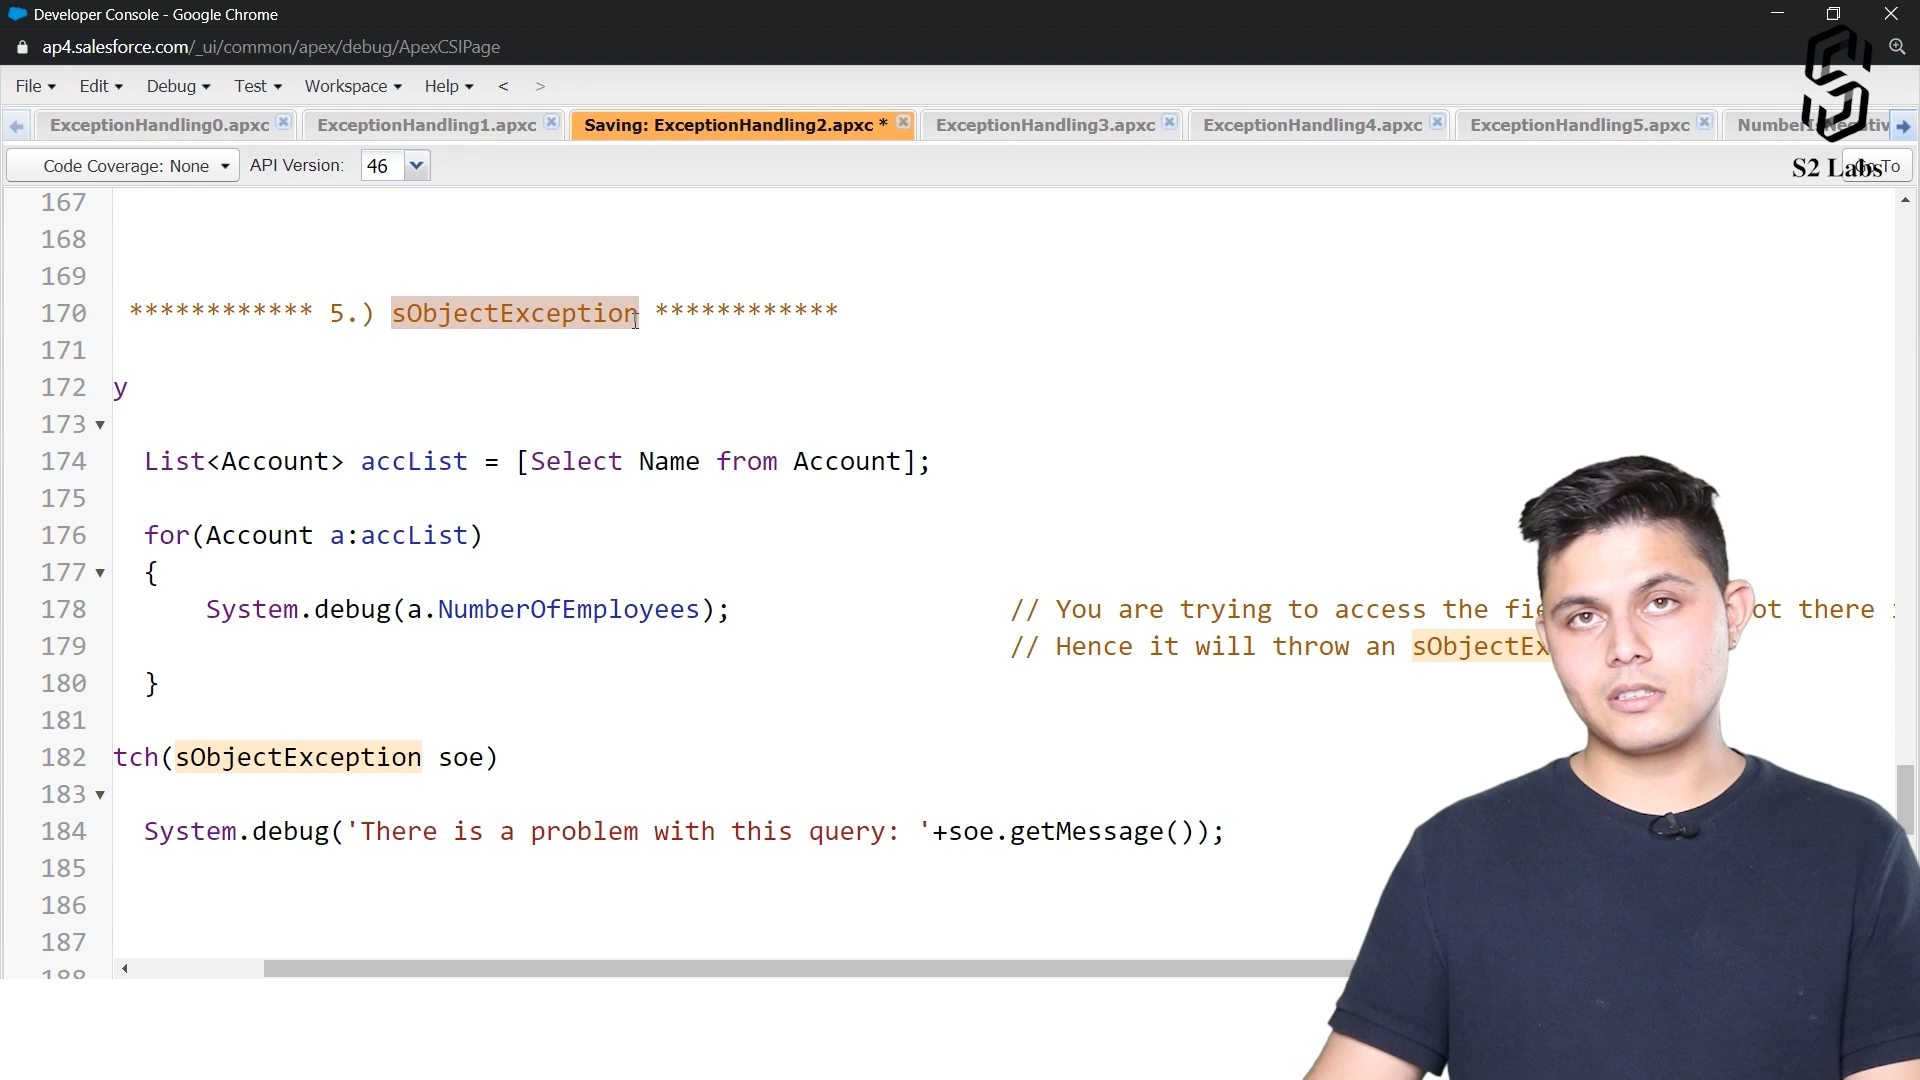 Developer Console - Google Chrome
ap4.salesforce.com/_ui/common/apex/debug/ApexCSIPage
File Edit Debug Test Workspace Help < >
ExceptionHandling0.apxc ExceptionHandling1.apxc Saving: ExceptionHandling2.apxc * ExceptionHandling3.apxc ExceptionHandling4.apxc ExceptionHandling5.apxc
Code Coverage: None API Version: 46 To
S2 Labs
167
168
169
170 ************ 5.) sObjectException ************
171
172 y
173
174 List<Account> accList = [Select Name from Account];
175
176 for(Account a:accList)
177 {
178 System.debug(a.NumberOfEmployees); // You are trying to access the fie ot there
179 // Hence it will throw an sObjectEx
180 }
181
182 tch(sObjectException soe)
183
184 System.debug('There is a problem with this query: '+soe.getMessage());
185
186
187
188